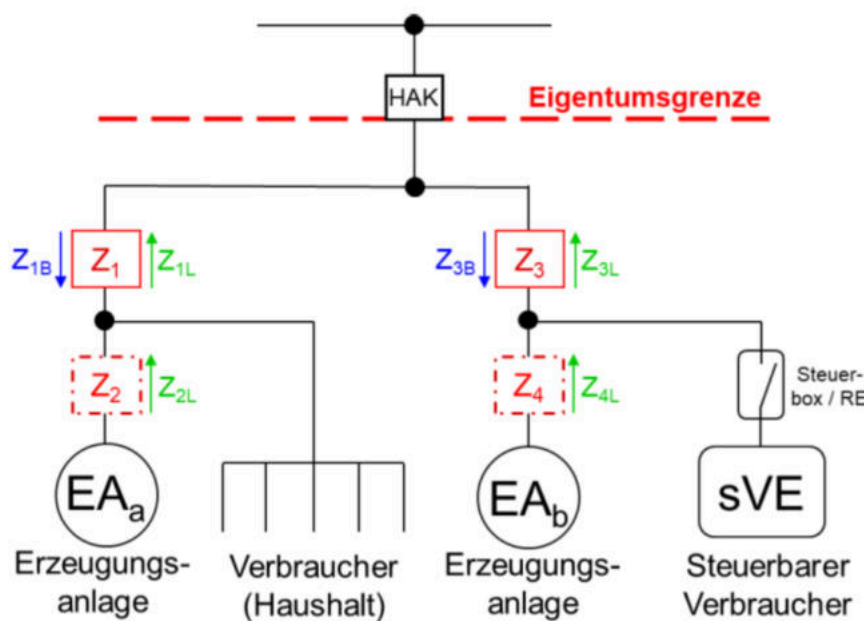 HAK
Eigentumsgrenze
Z1B
Z1
Z1L
Z3B
Z3
Z3L
Z2
Z2L
Z4
Z4L
Steuer-
box / RE
EAa
EAb
sVE
Erzeugungs-
anlage
Verbraucher
(Haushalt)
Erzeugungs-
anlage
Steuerbarer
Verbraucher